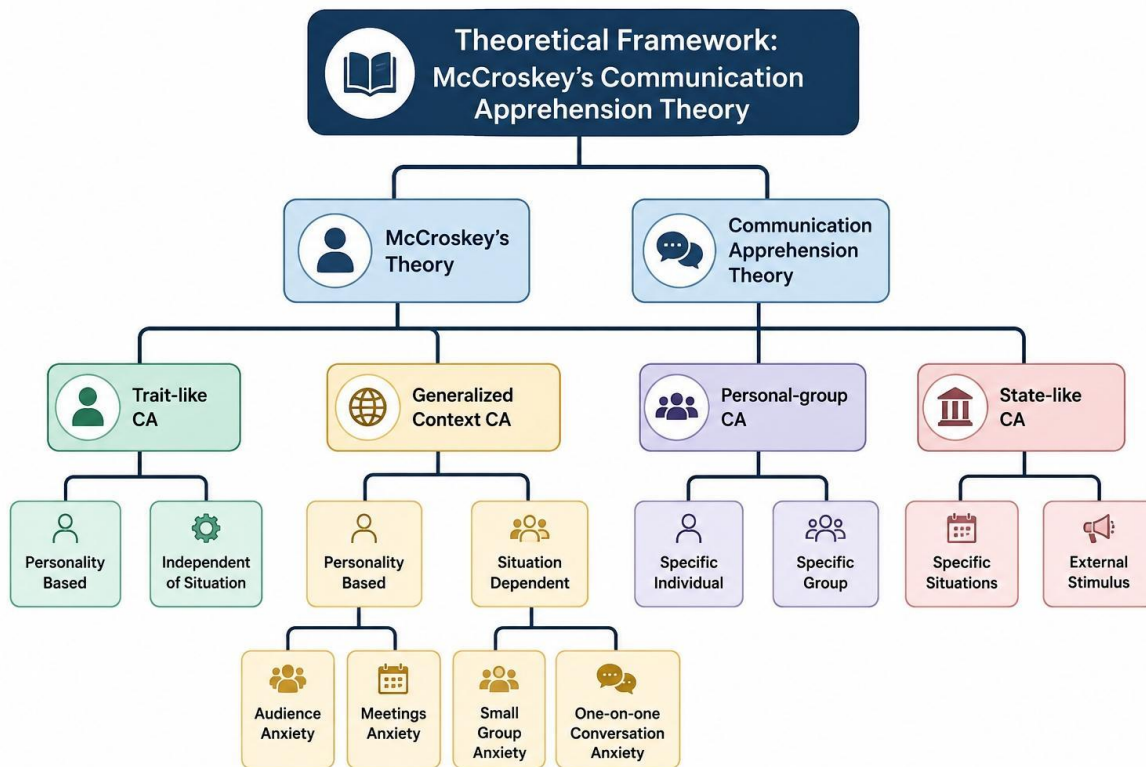 Theoretical Framework:
McCroskey's Communication
Apprehension Theory
McCroskey's
Theory
Communication
Apprehension
Theory
Trait-like
CA
Generalized
Context CA
Personal-group
CA
State-like
CA
Personality
Based
Independent
of Situation
Personality
Based
Situation
Dependent
Specific
Individual
Specific
Group
Specific
Situations
External
Stimulus
Audience
Anxiety
Meetings
Anxiety
Small
Group
Anxiety
One-on-one
Conversation
Anxiety